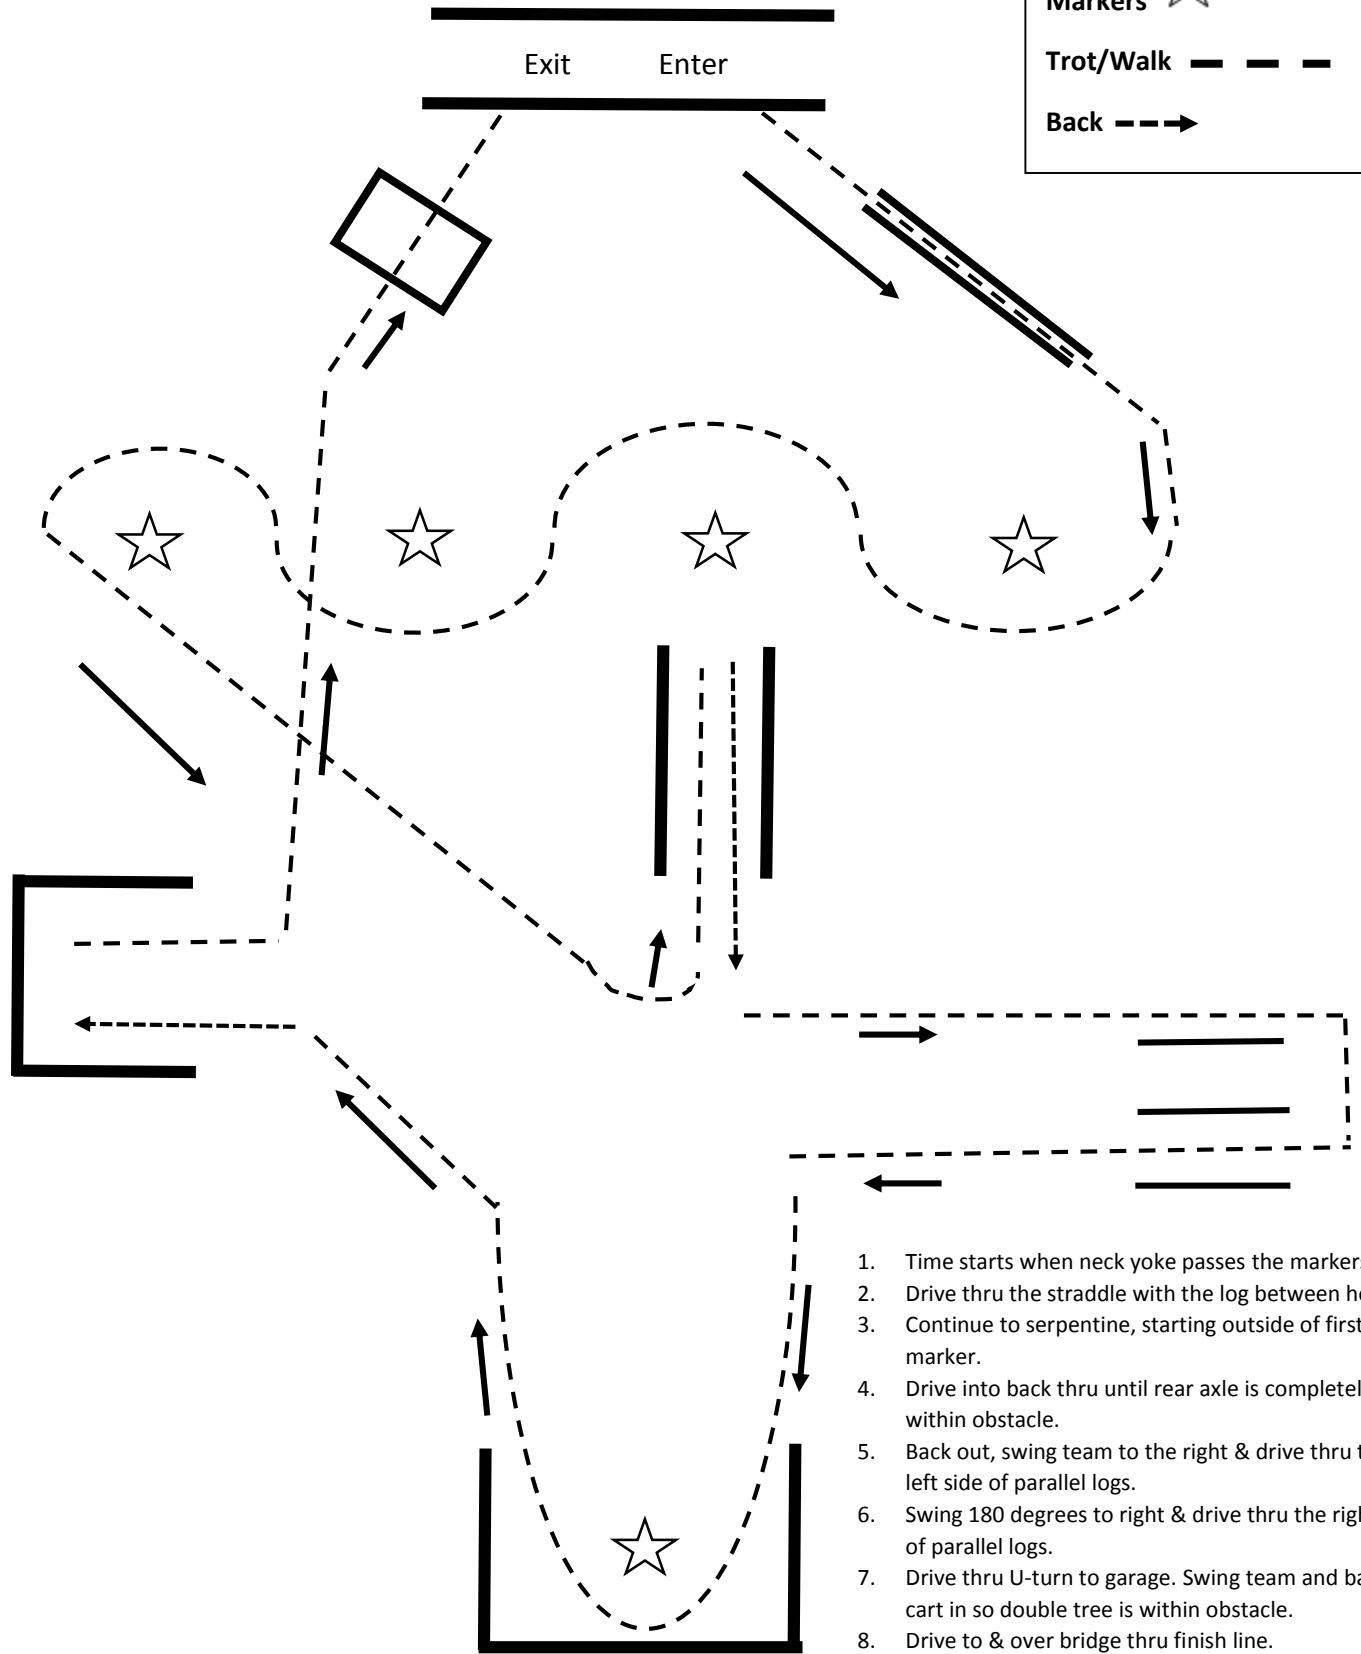 Markers
Exit Enter
Trot/Walk
Back
1. Time starts when neck yoke passes the markers
2. Drive thru the straddle with the log between
3. Continue to serpentine, starting outside of first
marker.
4. Drive into back thru until rear axle is
within obstacle.
5. Back out, swing team to the right & drive thru
left side of parallel logs.
6. Swing 180 degrees to right & drive thru the
of parallel logs.
7. Drive thru U-turn to garage. Swing team and
cart in so double tree is within obstacle.
8. Drive to & over bridge thru finish line.